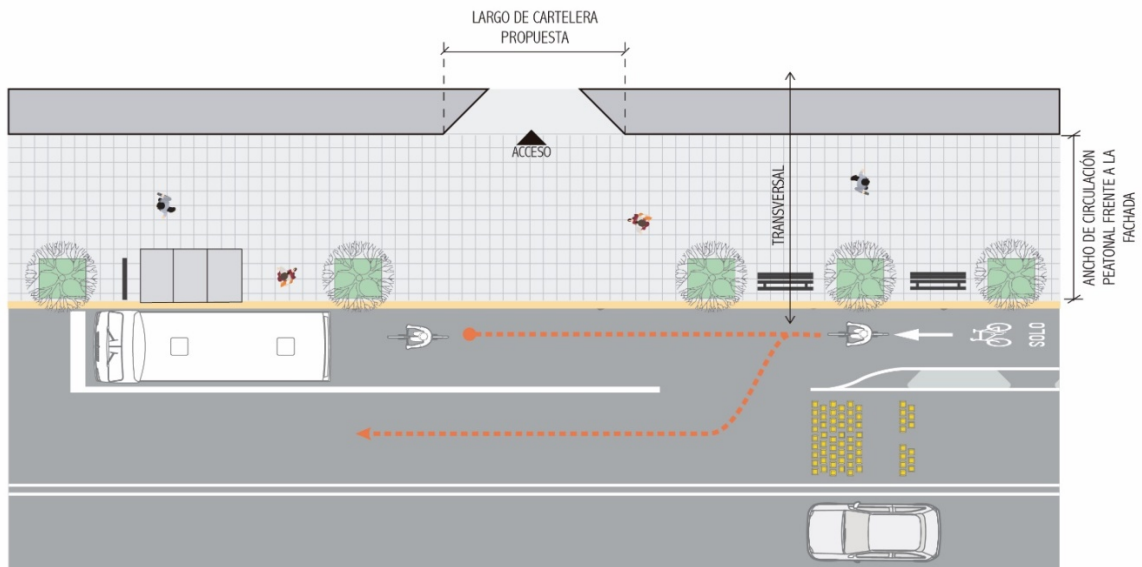 LARGO DE CARTELERA
PROPUESTA
ACCESO
TRANSVERSAL
ANCHO DE CIRCULACIÓN
PEATONAL FRENTE A LA
FACHADA
SOLO